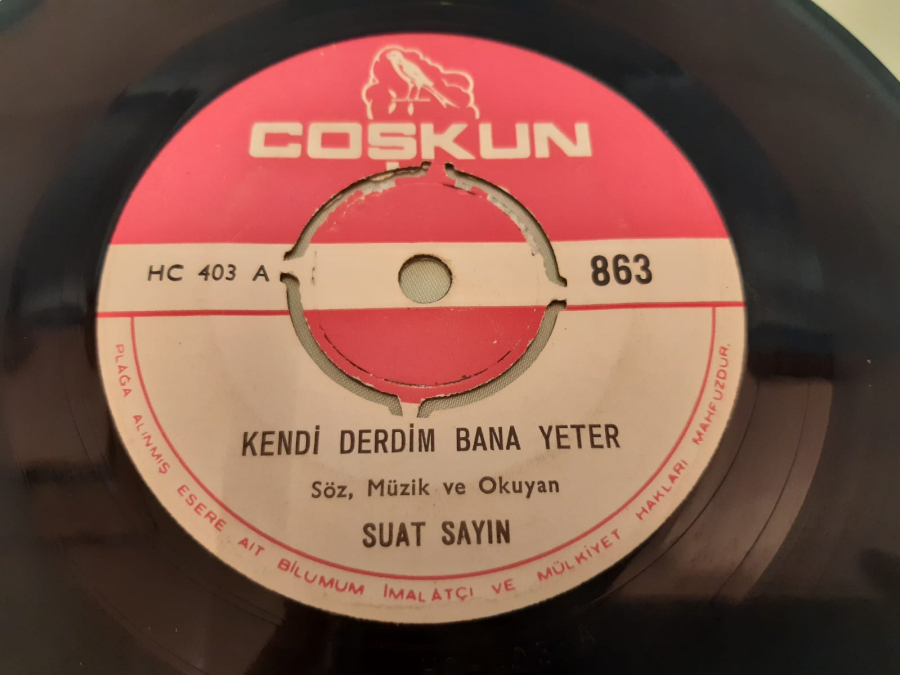 COŞKUN
HC 403 A
863
KENDİ DERDİM BANA YETER
Söz, Müzik ve Okuyan
SUAT SAYIN
PLAĞA ALINMIŞ ESERE AİT BİLUMUM İMALÂTÇI VE MÜLKİYET HAKLARI MAHFUZDUR.